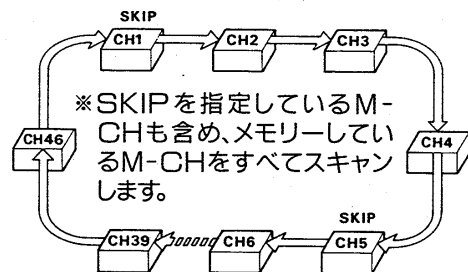 SKIP
CH1
CH2
CH3
※SKIPを指定しているM-
CHも含め、メモリーしてい
るM-CHをすべてスキャン
します。
CH46
CH4
SKIP
CH39
CH6
CH5